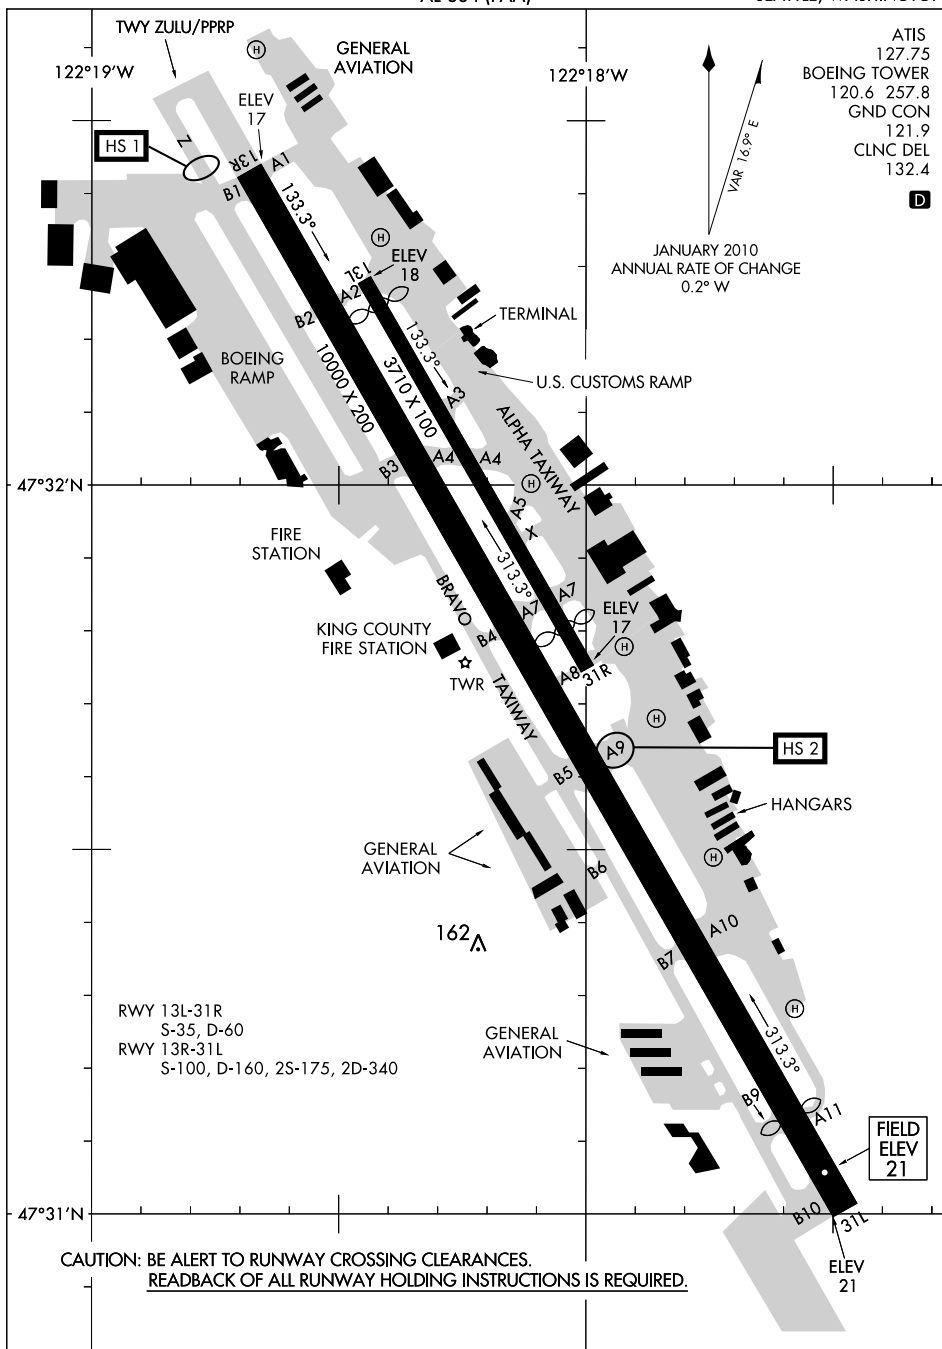 TWY ZULU/PPRP
GENERAL
AVIATION
122°19'W
122°18'W
ATIS
127.75
BOEING TOWER
120.6 257.8
GND CON
121.9
CLNC DEL
132.4
D
VAR 16.9° E
JANUARY 2010
ANNUAL RATE OF CHANGE
0.2° W
ELEV
17
H
HS 1
Z
13R
A1
B1
133.3°
H
ELEV
18
13L
A2
B2
TERMINAL
133.3°
BOEING
RAMP
10000 X 200
3710 X 100
U.S. CUSTOMS RAMP
A3
ALPHA TAXIWAY
B3
A4
A4
47°32'N
H
A5
X
FIRE
STATION
313.3°
BRAVO
TAXIWAY
A7
A7
ELEV
17
KING COUNTY
FIRE STATION
B4
H
TWR
A8
31R
H
A9
HS 2
B5
HANGARS
GENERAL
AVIATION
B6
H
162
A10
B7
RWY 13L-31R
S-35, D-60
RWY 13R-31L
S-100, D-160, 2S-175, 2D-340
H
GENERAL
AVIATION
313.3°
B9
A11
FIELD
ELEV
21
47°31'N
B10
31L
CAUTION: BE ALERT TO RUNWAY CROSSING CLEARANCES.
READBACK OF ALL RUNWAY HOLDING INSTRUCTIONS IS REQUIRED.
ELEV
21